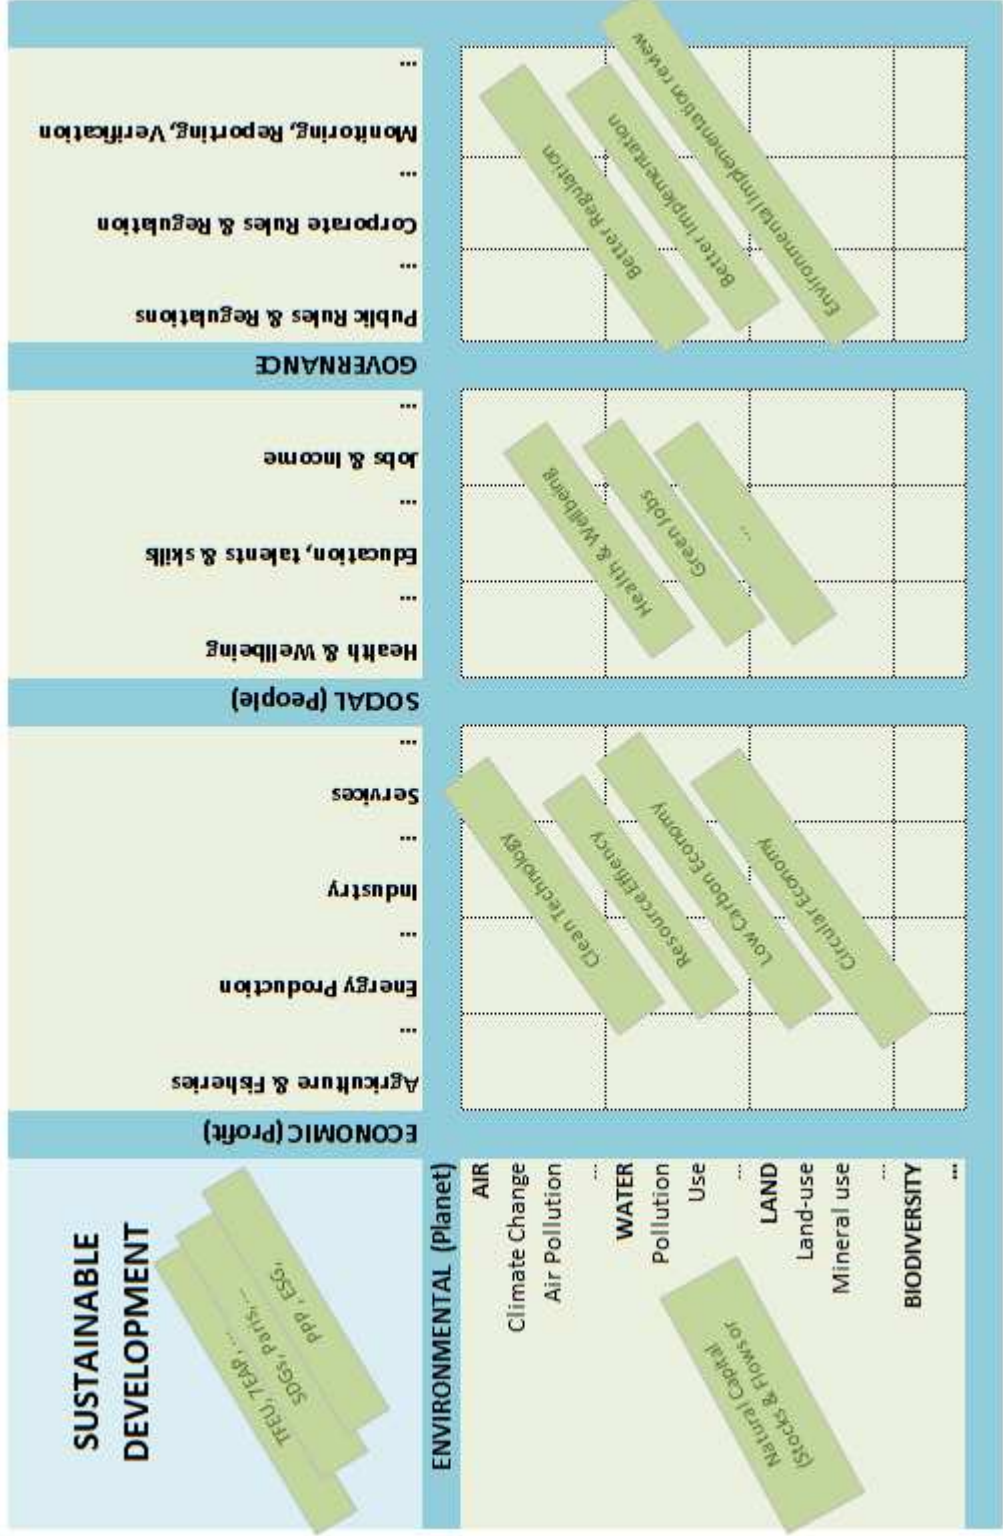 SUSTAINABLE
DEVELOPMENT
TFEU, 7EAP, ...
SDGs, Paris, ...
PPP, ESG,
ECONOMIC (Profit)
Agriculture & Fisheries
...
Energy Production
...
Industry
...
Services
...
SOCIAL (People)
Health & Wellbeing
...
Education, talents & skills
...
Jobs & Income
...
GOVERNANCE
Public Rules & Regulations
...
Corporate Rules & Regulation
...
Monitoring, Reporting, Verification
...
ENVIRONMENTAL (Planet)
AIR
Climate Change
Air Pollution
...
WATER
Pollution
Use
...
LAND
Land-use
Mineral use
...
BIODIVERSITY
...
Natural Capital
(Stocks & Flows or
Clean Technology
Resource Effiency
Low Carbon Economy
Circular Economy
Health & Wellbeing
Green Jobs
...
Better Regulation
Better Implementation
Environmental Implementation review